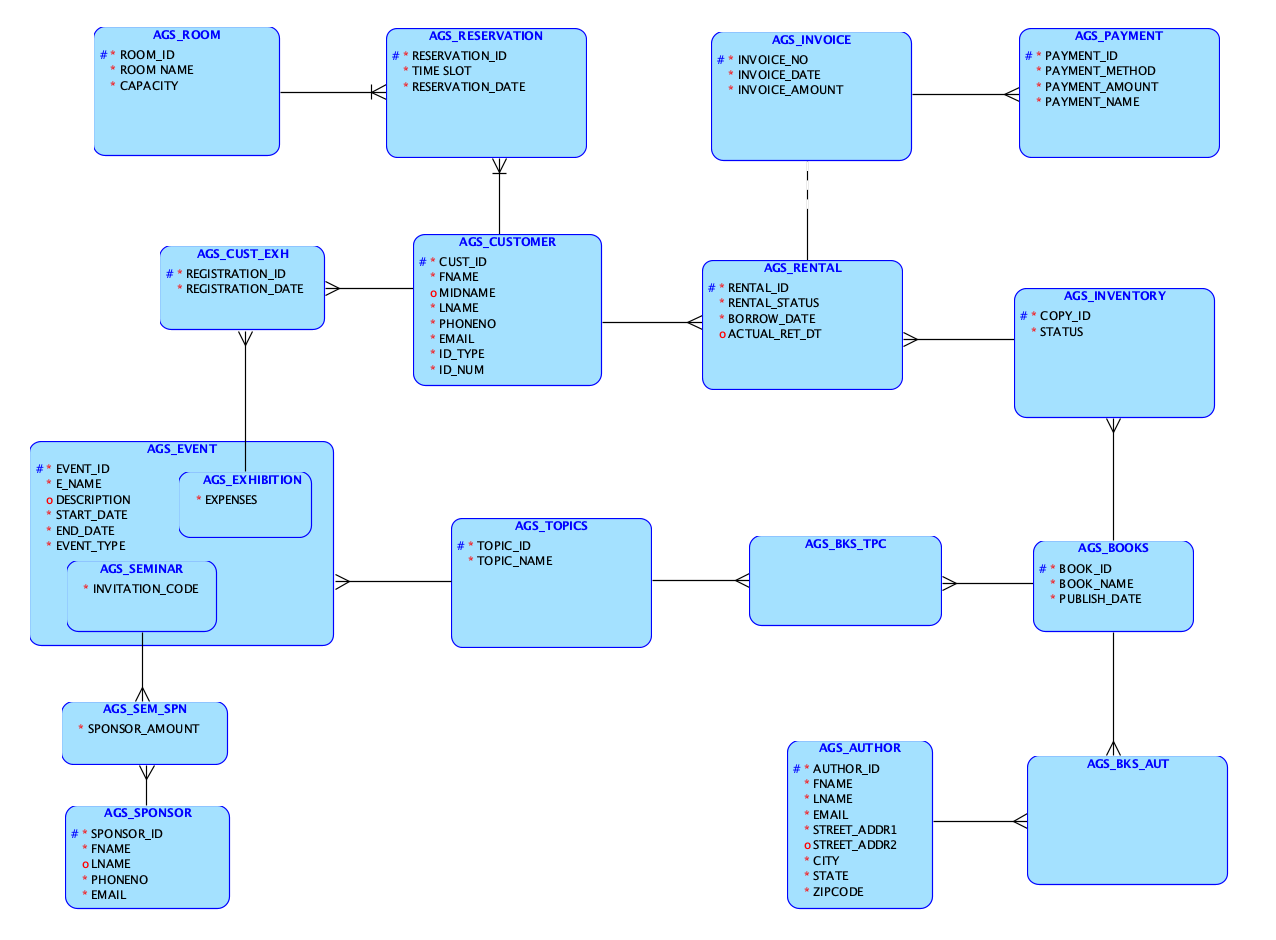 AGS_ROOM
# * ROOM_ID
* ROOM NAME
* CAPACITY
AGS_RESERVATION
# * RESERVATION_ID
* TIME SLOT
* RESERVATION_DATE
AGS_INVOICE
# * INVOICE_NO
* INVOICE_DATE
* INVOICE_AMOUNT
AGS_PAYMENT
# * PAYMENT_ID
* PAYMENT_METHOD
* PAYMENT_AMOUNT
* PAYMENT_NAME
AGS_CUST_EXH
# * REGISTRATION_ID
* REGISTRATION_DATE
AGS_CUSTOMER
# * CUST_ID
* FNAME
o MIDNAME
* LNAME
* PHONENO
* EMAIL
* ID_TYPE
* ID_NUM
AGS_RENTAL
# * RENTAL_ID
* RENTAL_STATUS
* BORROW_DATE
o ACTUAL_RET_DT
AGS_INVENTORY
# * COPY_ID
* STATUS
AGS_EVENT
# * EVENT_ID
* E_NAME
o DESCRIPTION
* START_DATE
* END_DATE
* EVENT_TYPE
AGS_EXHIBITION
* EXPENSES
AGS_SEMINAR
* INVITATION_CODE
AGS_TOPICS
# * TOPIC_ID
* TOPIC_NAME
AGS_BKS_TPC
AGS_BOOKS
# * BOOK_ID
* BOOK_NAME
* PUBLISH_DATE
AGS_SEM_SPN
* SPONSOR_AMOUNT
AGS_SPONSOR
# * SPONSOR_ID
* FNAME
o LNAME
* PHONENO
* EMAIL
AGS_AUTHOR
# * AUTHOR_ID
* FNAME
* LNAME
* EMAIL
* STREET_ADDR1
o STREET_ADDR2
* CITY
* STATE
* ZIPCODE
AGS_BKS_AUT